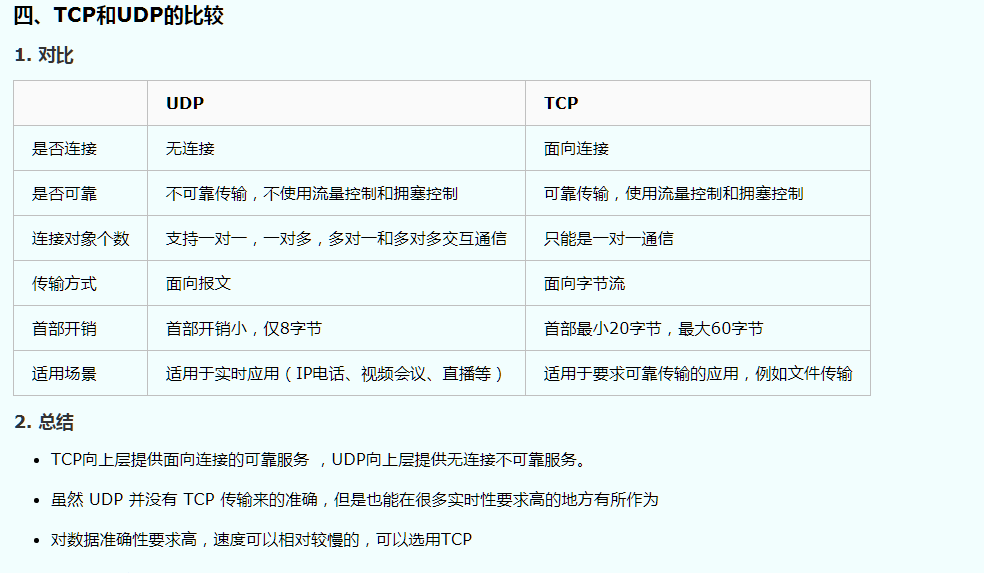 四、TCP和UDP的比较
1. 对比
UDP TCP
是否连接 无连接 面向连接
是否可靠 不可靠传输，不使用流量控制和拥塞控制 可靠传输，使用流量控制和拥塞控制
连接对象个数 支持一对一，一对多，多对一和多对多交互通信 只能是一对一通信
传输方式 面向报文 面向字节流
首部开销 首部开销小，仅8字节 首部最小20字节，最大60字节
适用场景 适用于实时应用（IP电话、视频会议、直播等） 适用于要求可靠传输的应用，例如文件传输
2. 总结
• TCP向上层提供面向连接的可靠服务 ，UDP向上层提供无连接不可靠服务。
• 虽然 UDP 并没有 TCP 传输来的准确，但是也能在很多实时性要求高的地方有所作为
• 对数据准确性要求高，速度可以相对较慢的，可以选用TCP